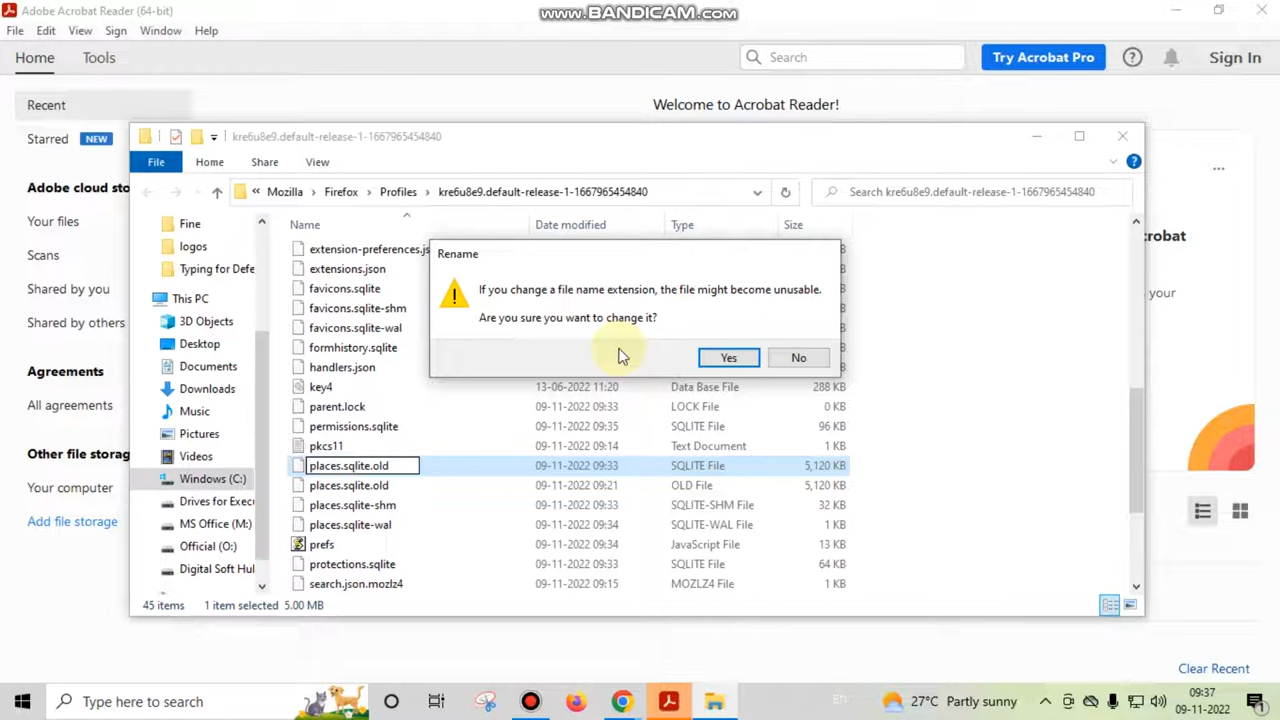 Adobe Acrobat Reader (64-bit)
www.BANDICAM.com
File Edit View Sign Window Help
Home Tools
Search
Try Acrobat Pro
Sign In
Recent
Welcome to Acrobat Reader!
Starred NEW
Adobe cloud sto
Your files
Scans
Shared by you
Shared by others
Agreements
All agreements
Other file storag
Your computer
Add file storage
crobat
your
Clear Recent
kre6u8e9.default-release-1-1667965454840
File Home Share View
« Mozilla › Firefox › Profiles › kre6u8e9.default-release-1-1667965454840
Search kre6u8e9.default-release-1-1667965454840
Fine
logos
Typing for Defe
This PC
3D Objects
Desktop
Documents
Downloads
Music
Pictures
Videos
Windows (C:)
Drives for Execu
MS Office (M:)
Official (O:)
Digital Soft Hul
Name Date modified Type Size
extension-preferences.js
extensions.json
favicons.sqlite
favicons.sqlite-shm
favicons.sqlite-wal
formhistory.sqlite
handlers.json
key4 13-06-2022 11:20 Data Base File 288 KB
parent.lock 09-11-2022 09:33 LOCK File 0 KB
permissions.sqlite 09-11-2022 09:35 SQLITE File 96 KB
pkcs11 09-11-2022 09:14 Text Document 1 KB
places.sqlite.old 09-11-2022 09:33 SQLITE File 5,120 KB
places.sqlite.old 09-11-2022 09:21 OLD File 5,120 KB
places.sqlite-shm 09-11-2022 09:33 SQLITE-SHM File 32 KB
places.sqlite-wal 09-11-2022 09:34 SQLITE-WAL File 1 KB
prefs 09-11-2022 09:34 JavaScript File 13 KB
protections.sqlite 09-11-2022 09:33 SQLITE File 64 KB
search.json.mozlz4 09-11-2022 09:15 MOZLZ4 File 1 KB
45 items 1 item selected 5.00 MB
Rename
If you change a file name extension, the file might become unusable.
Are you sure you want to change it?
Yes No
Type here to search
27°C Partly sunny
09:37
09-11-2022
1